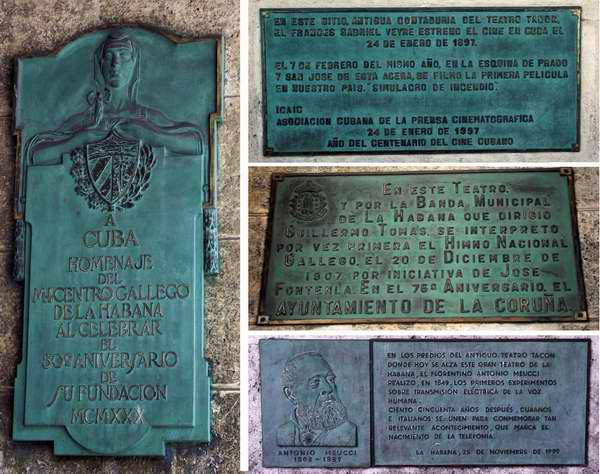 A
CUBA
HOMENAJE
DEL
M.I. CENTRO GALLEGO
DE LA HABANA
AL CELEBRAR
EL
50º ANIVERSARIO
DE
SU FUNDACION
MCMXXX
EN ESTE SITIO, ANTIGUA CONTADURIA DEL TEATRO TACON,
EL FRANCES GABRIEL VEYRE ESTRENO EL CINE EN CUBA EL
24 DE ENERO DE 1897.
EL 7 DE FEBRERO DEL MISMO AÑO, EN LA ESQUINA DE PRADO
Y SAN JOSE DE ESTA ACERA, SE FILMO LA PRIMERA PELICULA
EN NUESTRO PAIS. "SIMULACRO DE INCENDIO".
ICAIC
ASOCIACION CUBANA DE LA PRENSA CINEMATOGRAFICA
24 DE ENERO DE 1997
AÑO DEL CENTENARIO DEL CINE CUBANO
EN ESTE TEATRO,
Y POR LA BANDA MUNICIPAL
DE LA HABANA QUE DIRIGIO
GUILLERMO TOMAS, SE INTERPRETO
POR VEZ PRIMERA EL HIMNO NACIONAL
GALLEGO, EL 20 DE DICIEMBRE DE
1907 POR INICIATIVA DE JOSE
FONTENLA. EN EL 75º ANIVERSARIO, EL
AYUNTAMIENTO DE LA CORUÑA.
ANTONIO MEUCCI
1808 - 1889
EN LOS PREDIOS DEL ANTIGUO TEATRO TACON
DONDE HOY SE ALZA ESTE GRAN TEATRO DE LA
HABANA, EL FLORENTINO ANTONIO MEUCCI
REALIZO, EN 1849, LOS PRIMEROS EXPERIMENTOS
SOBRE TRANSMISIÓN ELÉCTRICA DE LA VOZ
HUMANA.
CIENTO CINCUENTA AÑOS DESPUÉS, CUBANOS
E ITALIANOS SE UNEN PARA CONMEMORAR TAN
RELEVANTE ACONTECIMIENTO, QUE MARCA EL
NACIMIENTO DE LA TELEFONIA.
LA HABANA, 25 DE NOVIEMBRE DE 1999